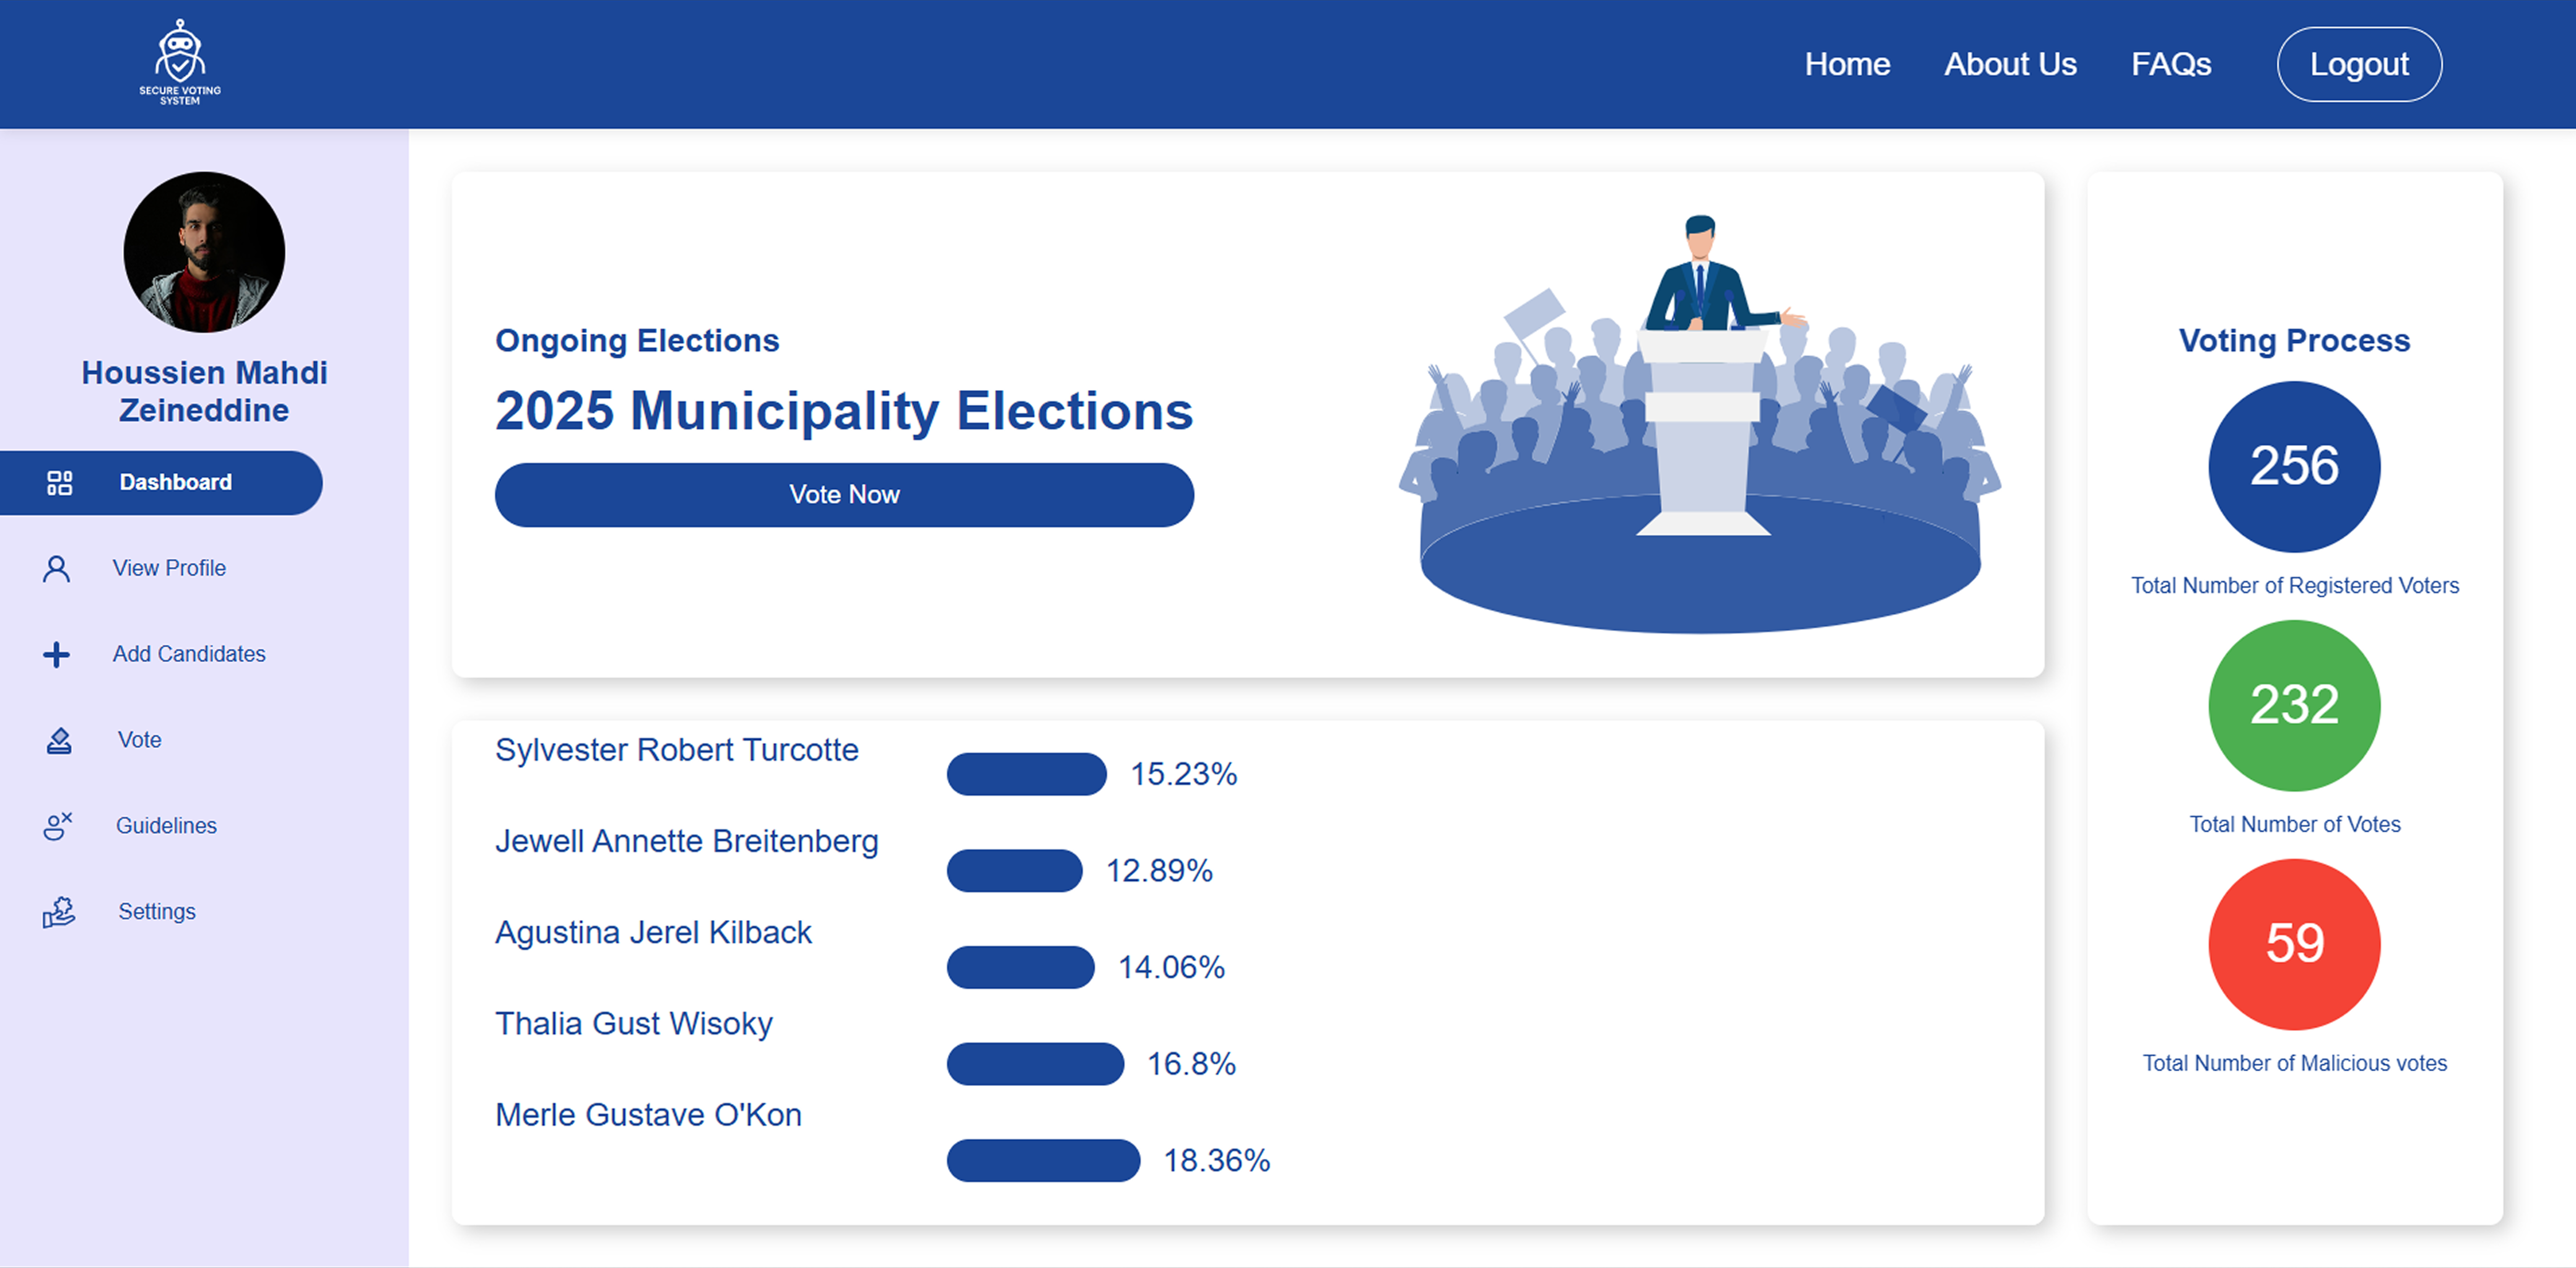 SECURE VOTING
SYSTEM
Home
About Us
FAQs
Logout
Houssien Mahdi
Zeineddine
Dashboard
View Profile
Add Candidates
Vote
Guidelines
Settings
Ongoing Elections
2025 Municipality Elections
Vote Now
Sylvester Robert Turcotte
15.23%
Jewell Annette Breitenberg
12.89%
Agustina Jerel Kilback
14.06%
Thalia Gust Wisoky
16.8%
Merle Gustave O'Kon
18.36%
Voting Process
256
Total Number of Registered Voters
232
Total Number of Votes
59
Total Number of Malicious votes